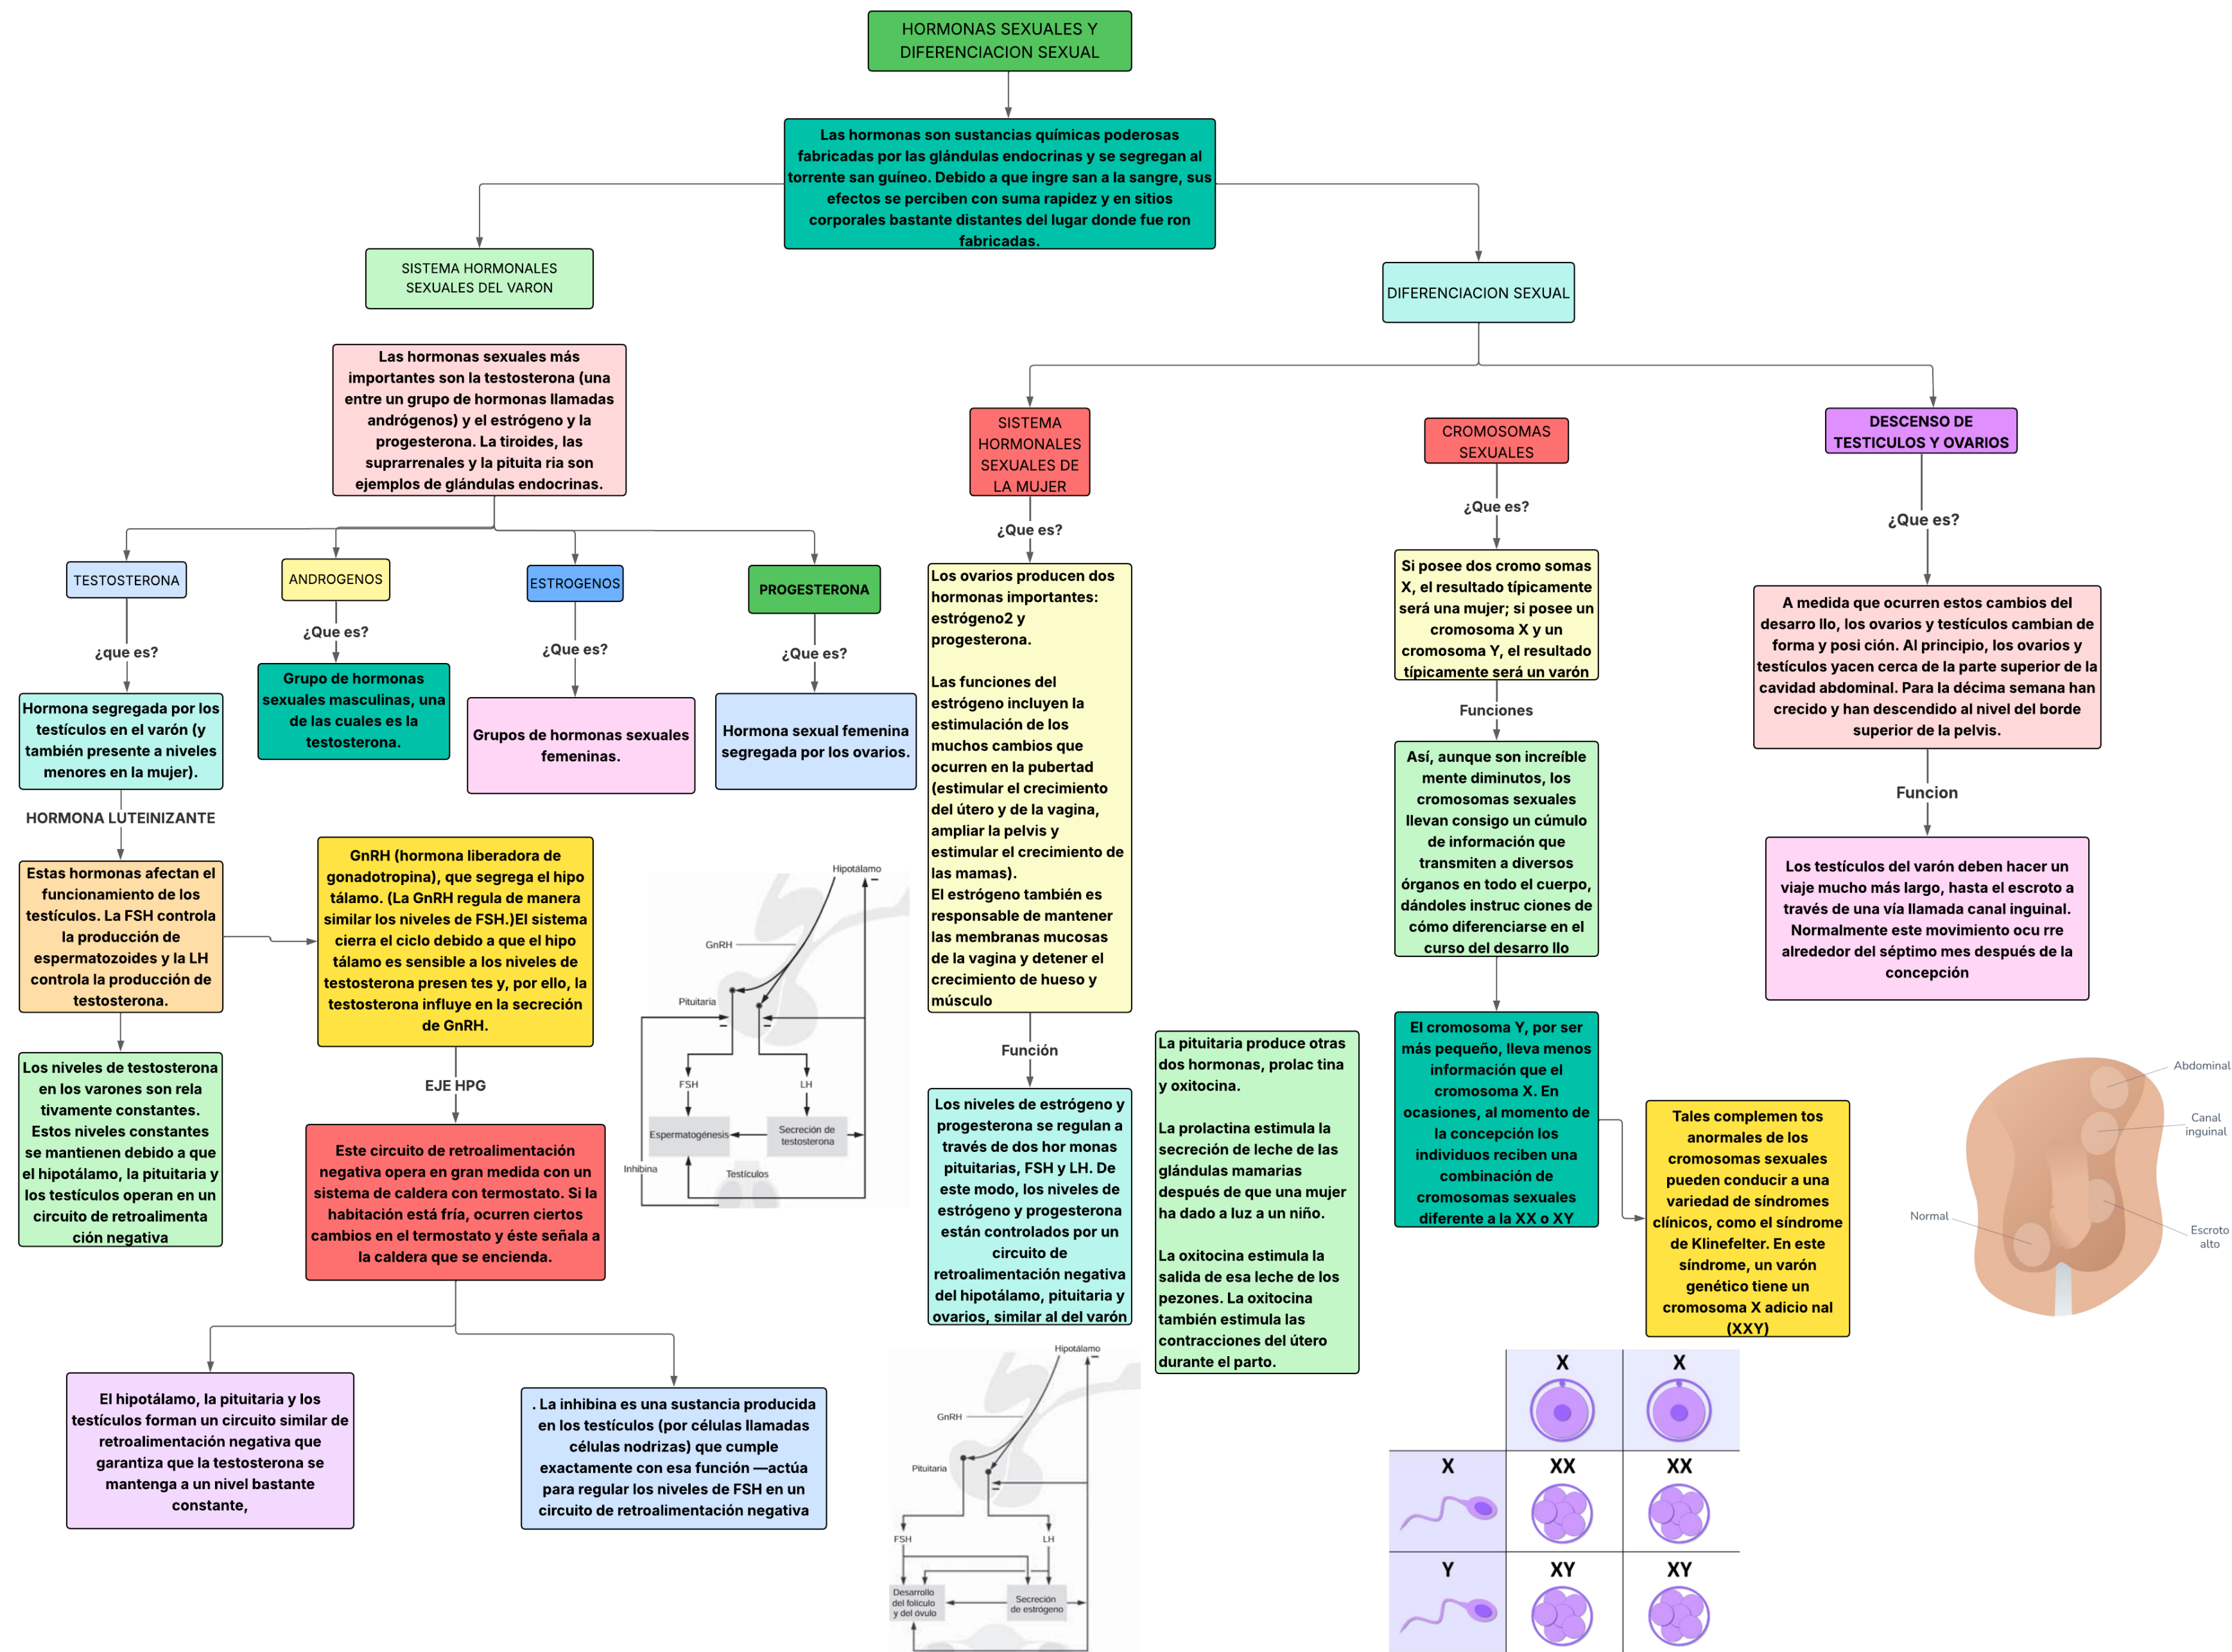 HORMONAS SEXUALES Y
DIFERENCIACION SEXUAL
Las hormonas son sustancias químicas poderosas
fabricadas por las glándulas endocrinas y se segregan al
torrente san guíneo. Debido a que ingre san a la sangre, sus
efectos se perciben con suma rapidez y en sitios
corporales bastante distantes del lugar donde fue ron
fabricadas.
SISTEMA HORMONALES
SEXUALES DEL VARON
DIFERENCIACION SEXUAL
Las hormonas sexuales más
importantes son la testosterona (una
entre un grupo de hormonas llamadas
andrógenos) y el estrógeno y la
progesterona. La tiroides, las
suprarrenales y la pituita ria son
ejemplos de glándulas endocrinas.
TESTOSTERONA
¿que es?
Hormona segregada por los
testículos en el varón (y
también presente a niveles
menores en la mujer).
HORMONA LUTEINIZANTE
Estas hormonas afectan el
funcionamiento de los
testículos. La FSH controla
la producción de
espermatozoides y la LH
controla la producción de
testosterona.
Los niveles de testosterona
en los varones son rela
tivamente constantes.
Estos niveles constantes
se mantienen debido a que
el hipotálamo, la pituitaria y
los testículos operan en un
circuito de retroalimenta
ción negativa
ANDROGENOS
¿Que es?
Grupo de hormonas
sexuales masculinas, una
de las cuales es la
testosterona.
ESTROGENOS
¿Que es?
Grupos de hormonas sexuales
femeninas.
PROGESTERONA
¿Que es?
Hormona sexual femenina
segregada por los ovarios.
GnRH (hormona liberadora de
gonadotropina), que segrega el hipo
tálamo. (La GnRH regula de manera
similar los niveles de FSH.)El sistema
cierra el ciclo debido a que el hipo
tálamo es sensible a los niveles de
testosterona presen tes y, por ello, la
testosterona influye en la secreción
de GnRH.
EJE HPG
Este circuito de retroalimentación
negativa opera en gran medida con un
sistema de caldera con termostato. Si la
habitación está fría, ocurren ciertos
cambios en el termostato y éste señala a
la caldera que se encienda.
El hipotálamo, la pituitaria y los
testículos forman un circuito similar de
retroalimentación negativa que
garantiza que la testosterona se
mantenga a un nivel bastante
constante,
. La inhibina es una sustancia producida
en los testículos (por células llamadas
células nodrizas) que cumple
exactamente con esa función —actúa
para regular los niveles de FSH en un
circuito de retroalimentación negativa
Hipotálamo
GnRH
Pituitaria
FSH
LH
Espermatogénesis
Secreción de
testosterona
Inhibina
Testículos
SISTEMA
HORMONALES
SEXUALES DE
LA MUJER
¿Que es?
Los ovarios producen dos
hormonas importantes:
estrógeno2 y
progesterona.
Las funciones del
estrógeno incluyen la
estimulación de los
muchos cambios que
ocurren en la pubertad
(estimular el crecimiento
del útero y de la vagina,
ampliar la pelvis y
estimular el crecimiento de
las mamas).
El estrógeno también es
responsable de mantener
las membranas mucosas
de la vagina y detener el
crecimiento de hueso y
músculo
Función
Los niveles de estrógeno y
progesterona se regulan a
través de dos hor monas
pituitarias, FSH y LH. De
este modo, los niveles de
estrógeno y progesterona
están controlados por un
circuito de
retroalimentación negativa
del hipotálamo, pituitaria y
ovarios, similar al del varón
La pituitaria produce otras
dos hormonas, prolac tina
y oxitocina.
La prolactina estimula la
secreción de leche de las
glándulas mamarias
después de que una mujer
ha dado a luz a un niño.
La oxitocina estimula la
salida de esa leche de los
pezones. La oxitocina
también estimula las
contracciones del útero
durante el parto.
Hipotálamo
GnRH
Pituitaria
FSH
LH
Desarrollo
del folículo
y del óvulo
Secreción
de estrógeno
CROMOSOMAS
SEXUALES
¿Que es?
Si posee dos cromo somas
X, el resultado típicamente
será una mujer; si posee un
cromosoma X y un
cromosoma Y, el resultado
típicamente será un varón
Funciones
Así, aunque son increíble
mente diminutos, los
cromosomas sexuales
llevan consigo un cúmulo
de información que
transmiten a diversos
órganos en todo el cuerpo,
dándoles instruc ciones de
cómo diferenciarse en el
curso del desarro llo
El cromosoma Y, por ser
más pequeño, lleva menos
información que el
cromosoma X. En
ocasiones, al momento de
la concepción los
individuos reciben una
combinación de
cromosomas sexuales
diferente a la XX o XY
Tales complemen tos
anormales de los
cromosomas sexuales
pueden conducir a una
variedad de síndromes
clínicos, como el síndrome
de Klinefelter. En este
síndrome, un varón
genético tiene un
cromosoma X adicio nal
(XXY)
X X
X XX XX
Y XY XY
DESCENSO DE
TESTICULOS Y OVARIOS
¿Que es?
A medida que ocurren estos cambios del
desarro llo, los ovarios y testículos cambian de
forma y posi ción. Al principio, los ovarios y
testículos yacen cerca de la parte superior de la
cavidad abdominal. Para la décima semana han
crecido y han descendido al nivel del borde
superior de la pelvis.
Funcion
Los testículos del varón deben hacer un
viaje mucho más largo, hasta el escroto a
través de una vía llamada canal inguinal.
Normalmente este movimiento ocu rre
alrededor del séptimo mes después de la
concepción
Abdominal
Canal
inguinal
Normal
Escroto
alto